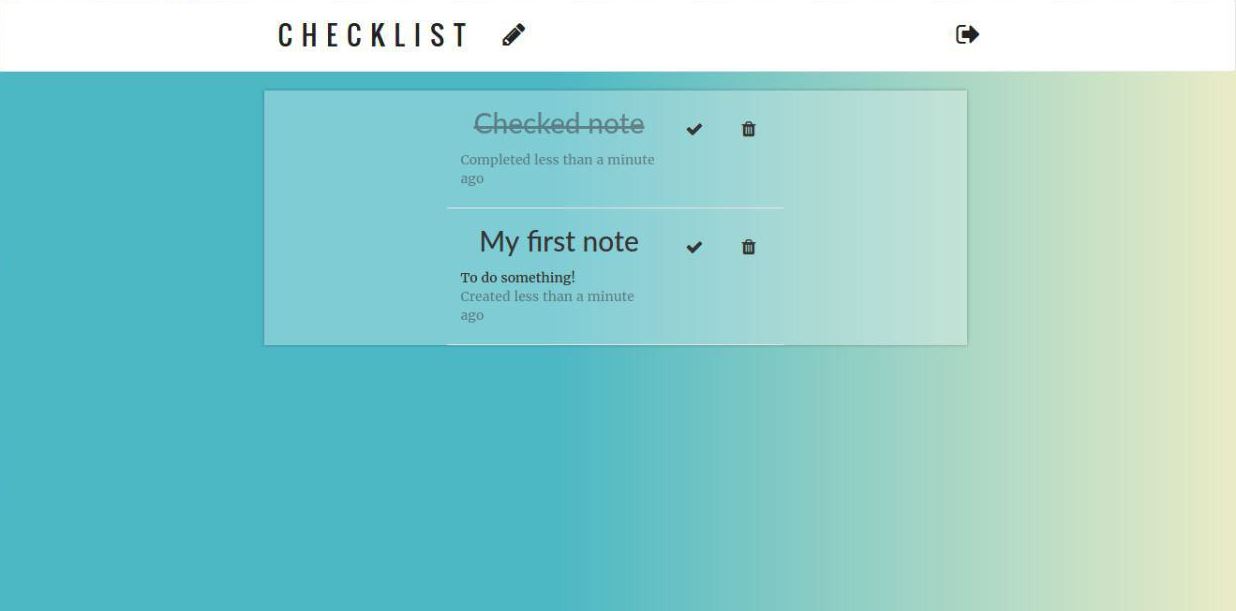 CHECKLIST
Checked note
Completed less than a minute
ago
My first note
To do something!
Created less than a minute
ago